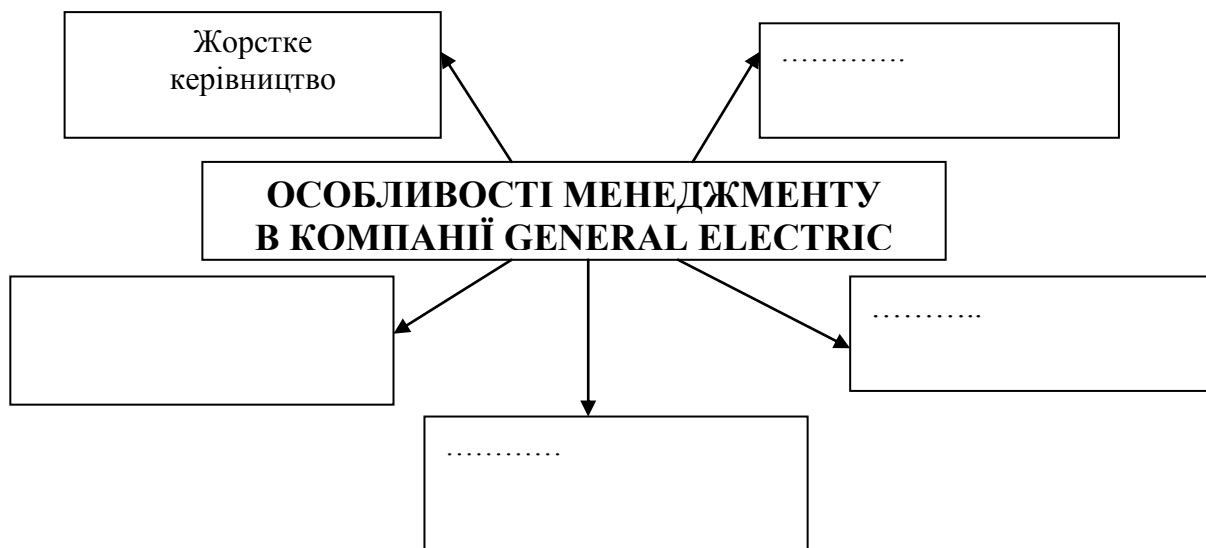 Жорстке
керівництво
………….
ОСОБЛИВОСТІ МЕНЕДЖМЕНТУ
В КОМПАНІЇ GENERAL ELECTRIC
………..
…………